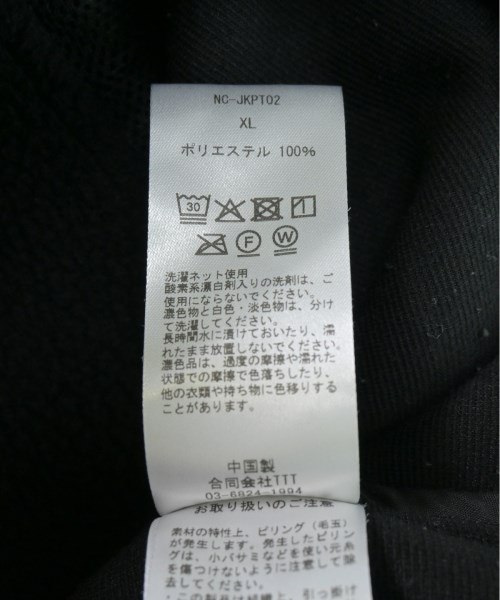 NC-JKPT02
XL
ポリエステル 100%
30
F
W
洗濯ネット使用
酸素系漂白剤入りの洗剤は、ご
使用にならないでください。
濃色物と白色・淡色物は、分け
て洗濯してください。
長時間水に漬けておいたり、濡
れたまま放置しないでください。
濃色品は、過度の摩擦や濡れた
状態での摩擦で色落ちしたり、
他の衣類や持ち物に色移りする
ことがあります。
中国製
合同会社TTT
03-6824-1994
お取り扱いのご注意
素材の特性上、ピリング(毛玉)
が発生します。発生したピリン
グは、小バサミなどを使い元糸
を傷つけないように注意して除
去してください。